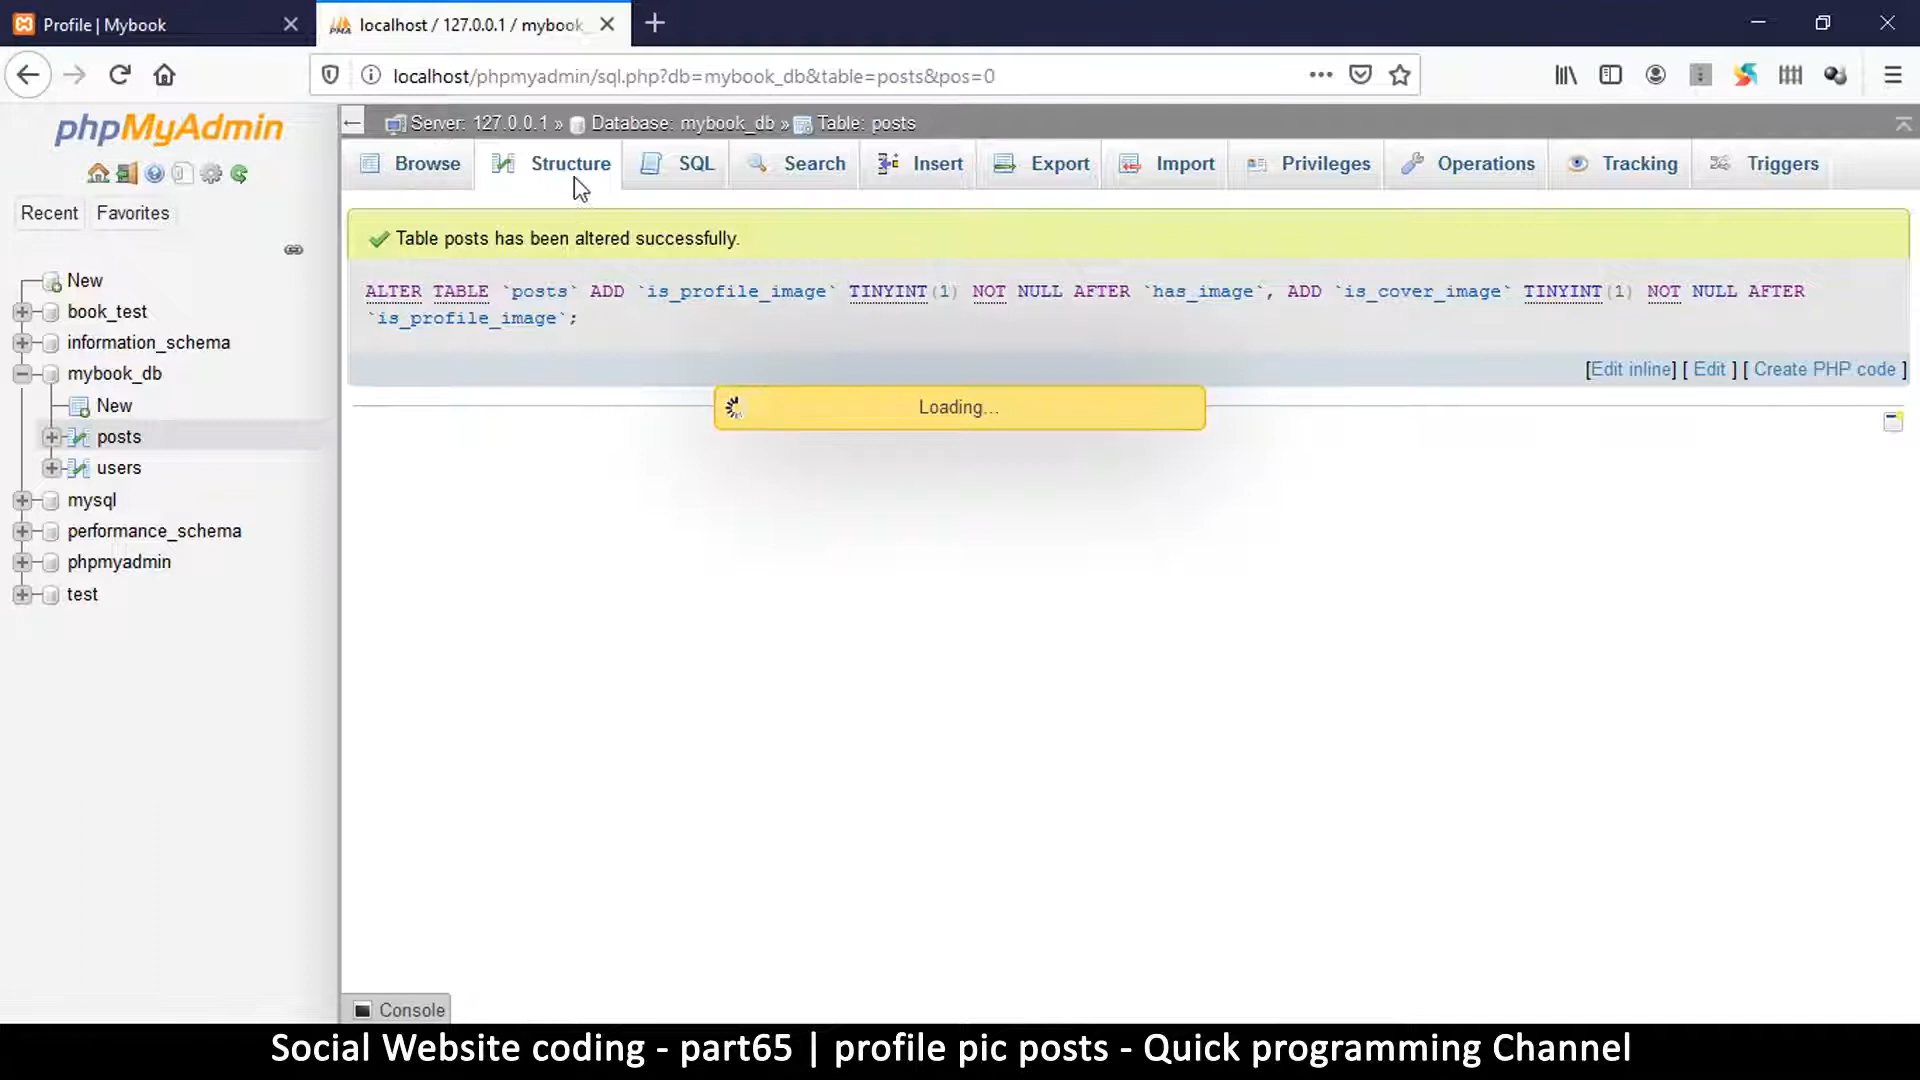 Profile | Mybook
localhost / 127.0.0.1 / mybook_
localhost/phpmyadmin/sql.php?db=mybook_db&table=posts&pos=0
phpMyAdmin
Recent
Favorites
New
book_test
information_schema
mybook_db
New
posts
users
mysql
performance_schema
phpmyadmin
test
Server: 127.0.0.1 » Database: mybook_db » Table: posts
Browse
Structure
SQL
Search
Insert
Export
Import
Privileges
Operations
Tracking
Triggers
Table posts has been altered successfully.
ALTER TABLE `posts` ADD `is_profile_image` TINYINT(1) NOT NULL AFTER `has_image`, ADD `is_cover_image` TINYINT(1) NOT NULL AFTER
`is_profile_image`;
[Edit inline] [ Edit ] [ Create PHP code ]
Loading...
Console
Social Website coding - part65 | profile pic posts - Quick programming Channel